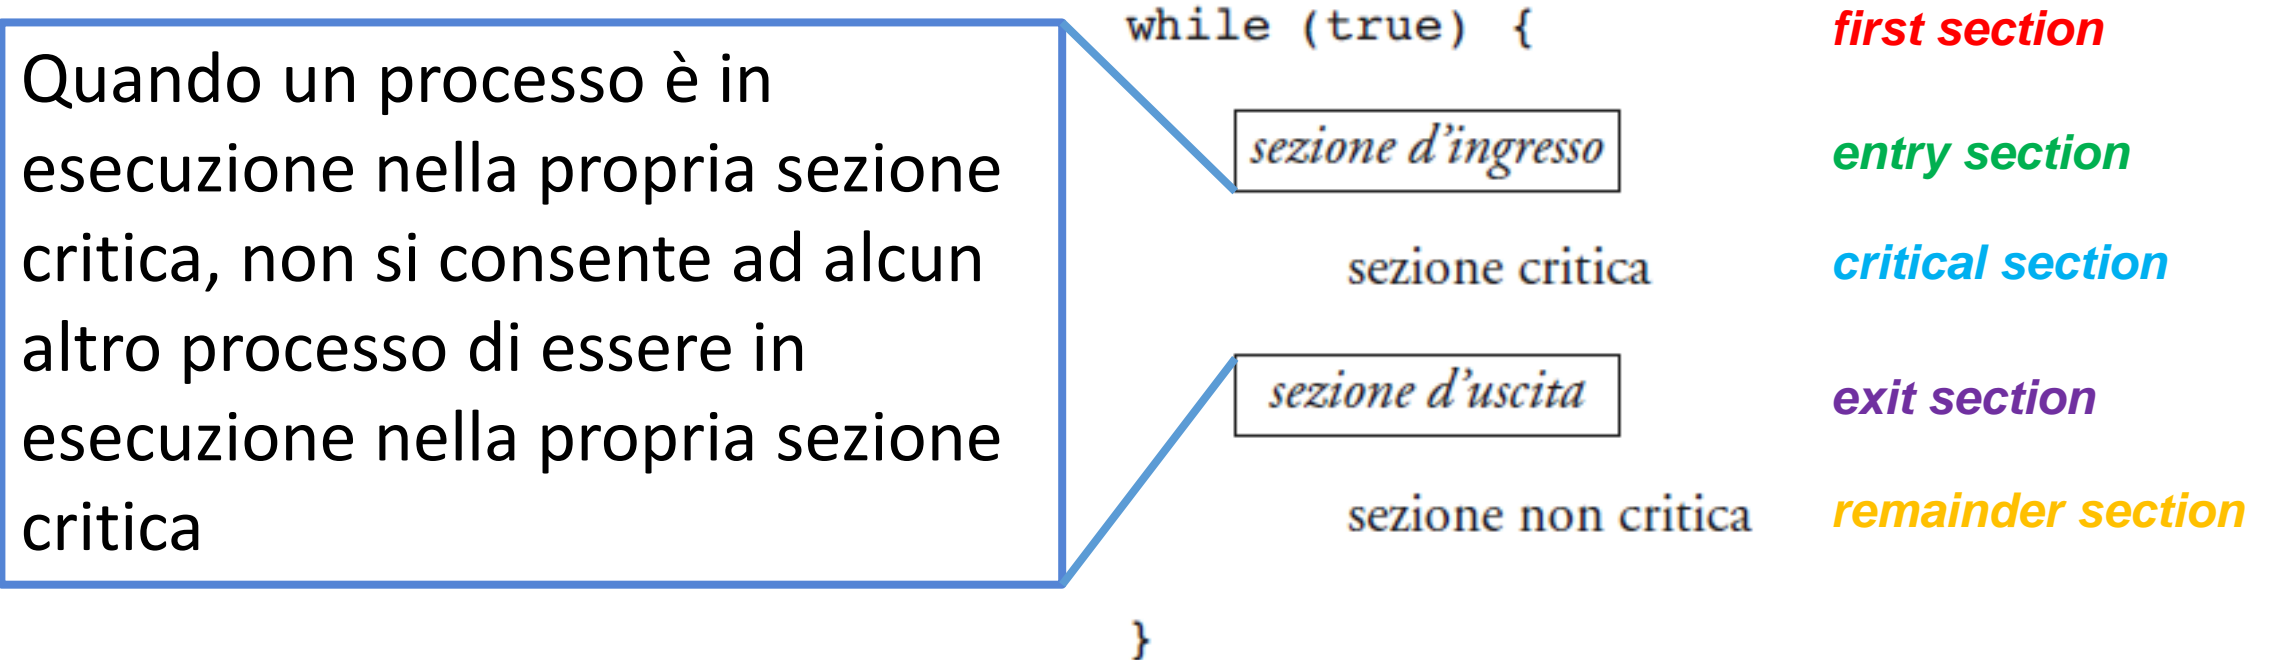 Quando un processo è in
esecuzione nella propria sezione
critica, non si consente ad alcun
altro processo di essere in
esecuzione nella propria sezione
critica
while (true) {
first section
sezione d'ingresso
entry section
sezione critica
critical section
sezione d'uscita
exit section
sezione non critica
remainder section
}